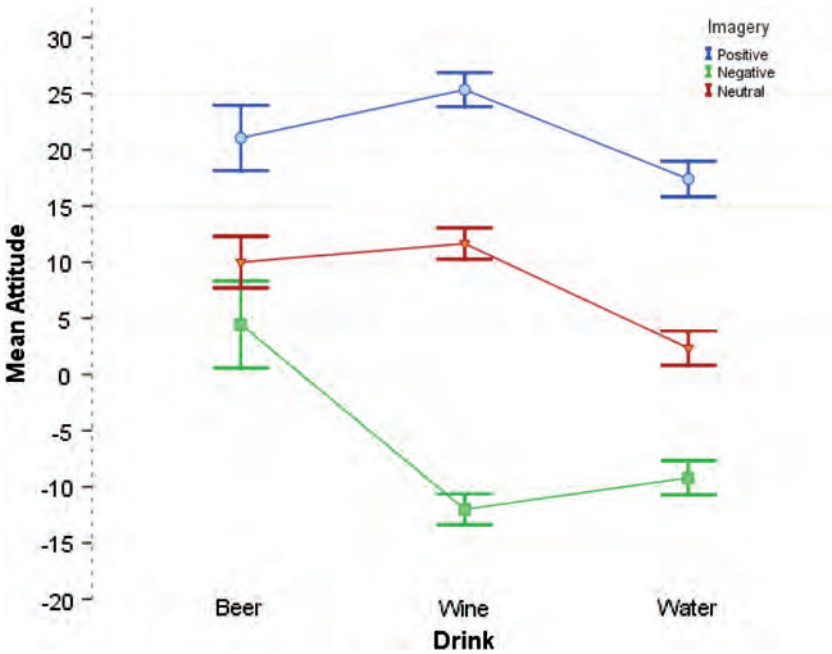 Imagery
Positive
Negative
Neutral
30
25
20
15
10
5
0
-5
-10
-15
-20
Mean Attitude
Beer
Wine
Water
Drink